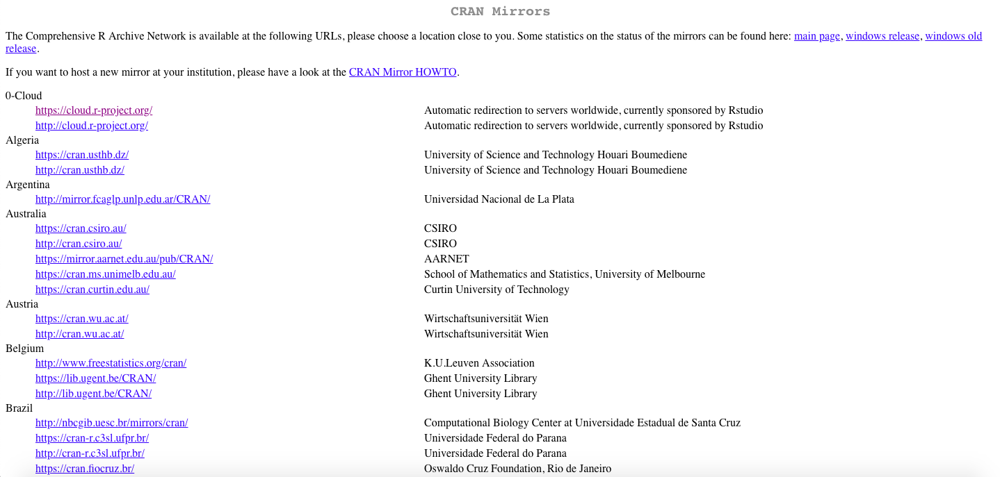 CRAN Mirrors
The Comprehensive R Archive Network is available at the following URLs, please choose a location close to you. Some statistics on the status of the mirrors can be found here: main page, windows release, windows old
release.
If you want to host a new mirror at your institution, please have a look at the CRAN Mirror HOWTO.
0-Cloud
https://cloud.r-project.org/ Automatic redirection to servers worldwide, currently sponsored by Rstudio
http://cloud.r-project.org/ Automatic redirection to servers worldwide, currently sponsored by Rstudio
Algeria
https://cran.usthb.dz/ University of Science and Technology Houari Boumediene
http://cran.usthb.dz/ University of Science and Technology Houari Boumediene
Argentina
http://mirror.fcaglp.unlp.edu.ar/CRAN/ Universidad Nacional de La Plata
Australia
https://cran.csiro.au/ CSIRO
http://cran.csiro.au/ CSIRO
https://mirror.aarnet.edu.au/pub/CRAN/ AARNET
https://cran.ms.unimelb.edu.au/ School of Mathematics and Statistics, University of Melbourne
https://cran.curtin.edu.au/ Curtin University of Technology
Austria
https://cran.wu.ac.at/ Wirtschaftsuniversität Wien
http://cran.wu.ac.at/ Wirtschaftsuniversität Wien
Belgium
http://www.freestatistics.org/cran/ K.U.Leuven Association
https://lib.ugent.be/CRAN/ Ghent University Library
http://lib.ugent.be/CRAN/ Ghent University Library
Brazil
http://nbcgib.uesc.br/mirrors/cran/ Computational Biology Center at Universidade Estadual de Santa Cruz
https://cran-r.c3sl.ufpr.br/ Universidade Federal do Parana
http://cran-r.c3sl.ufpr.br/ Universidade Federal do Parana
https://cran.fiocruz.br/ Oswaldo Cruz Foundation, Rio de Janeiro